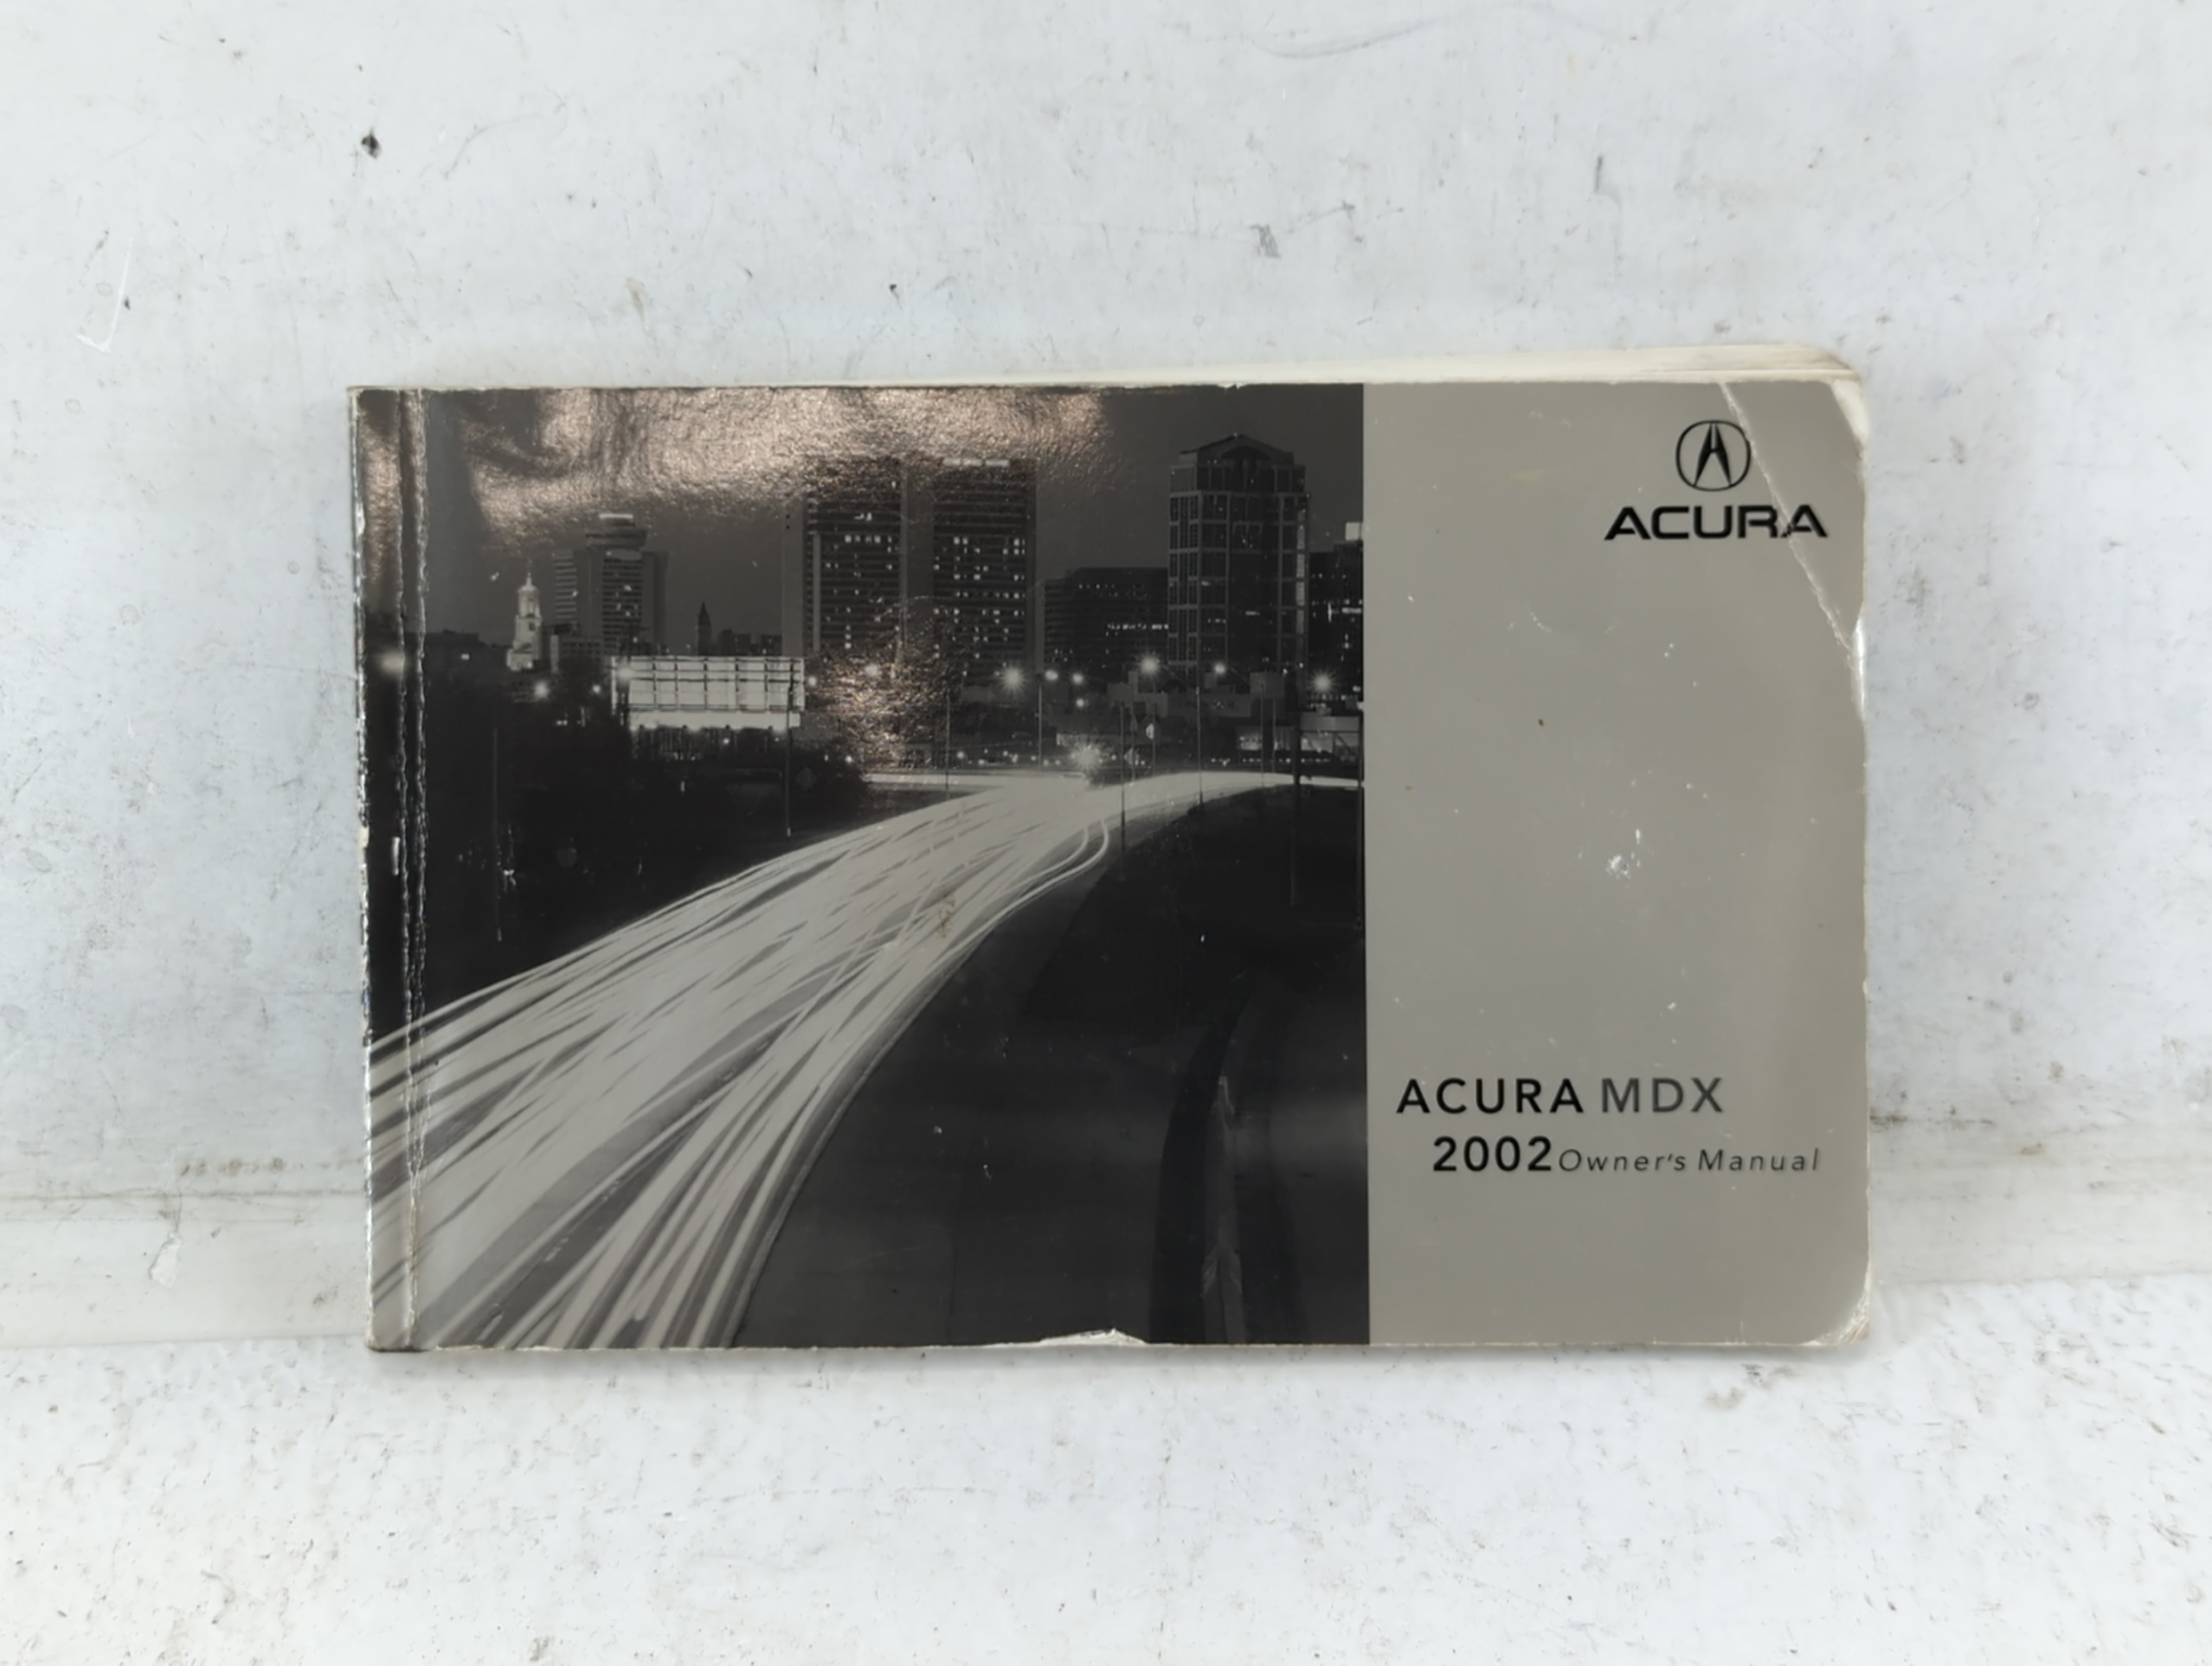 ACURA
ACURA MDX
2002 Owner's Manual